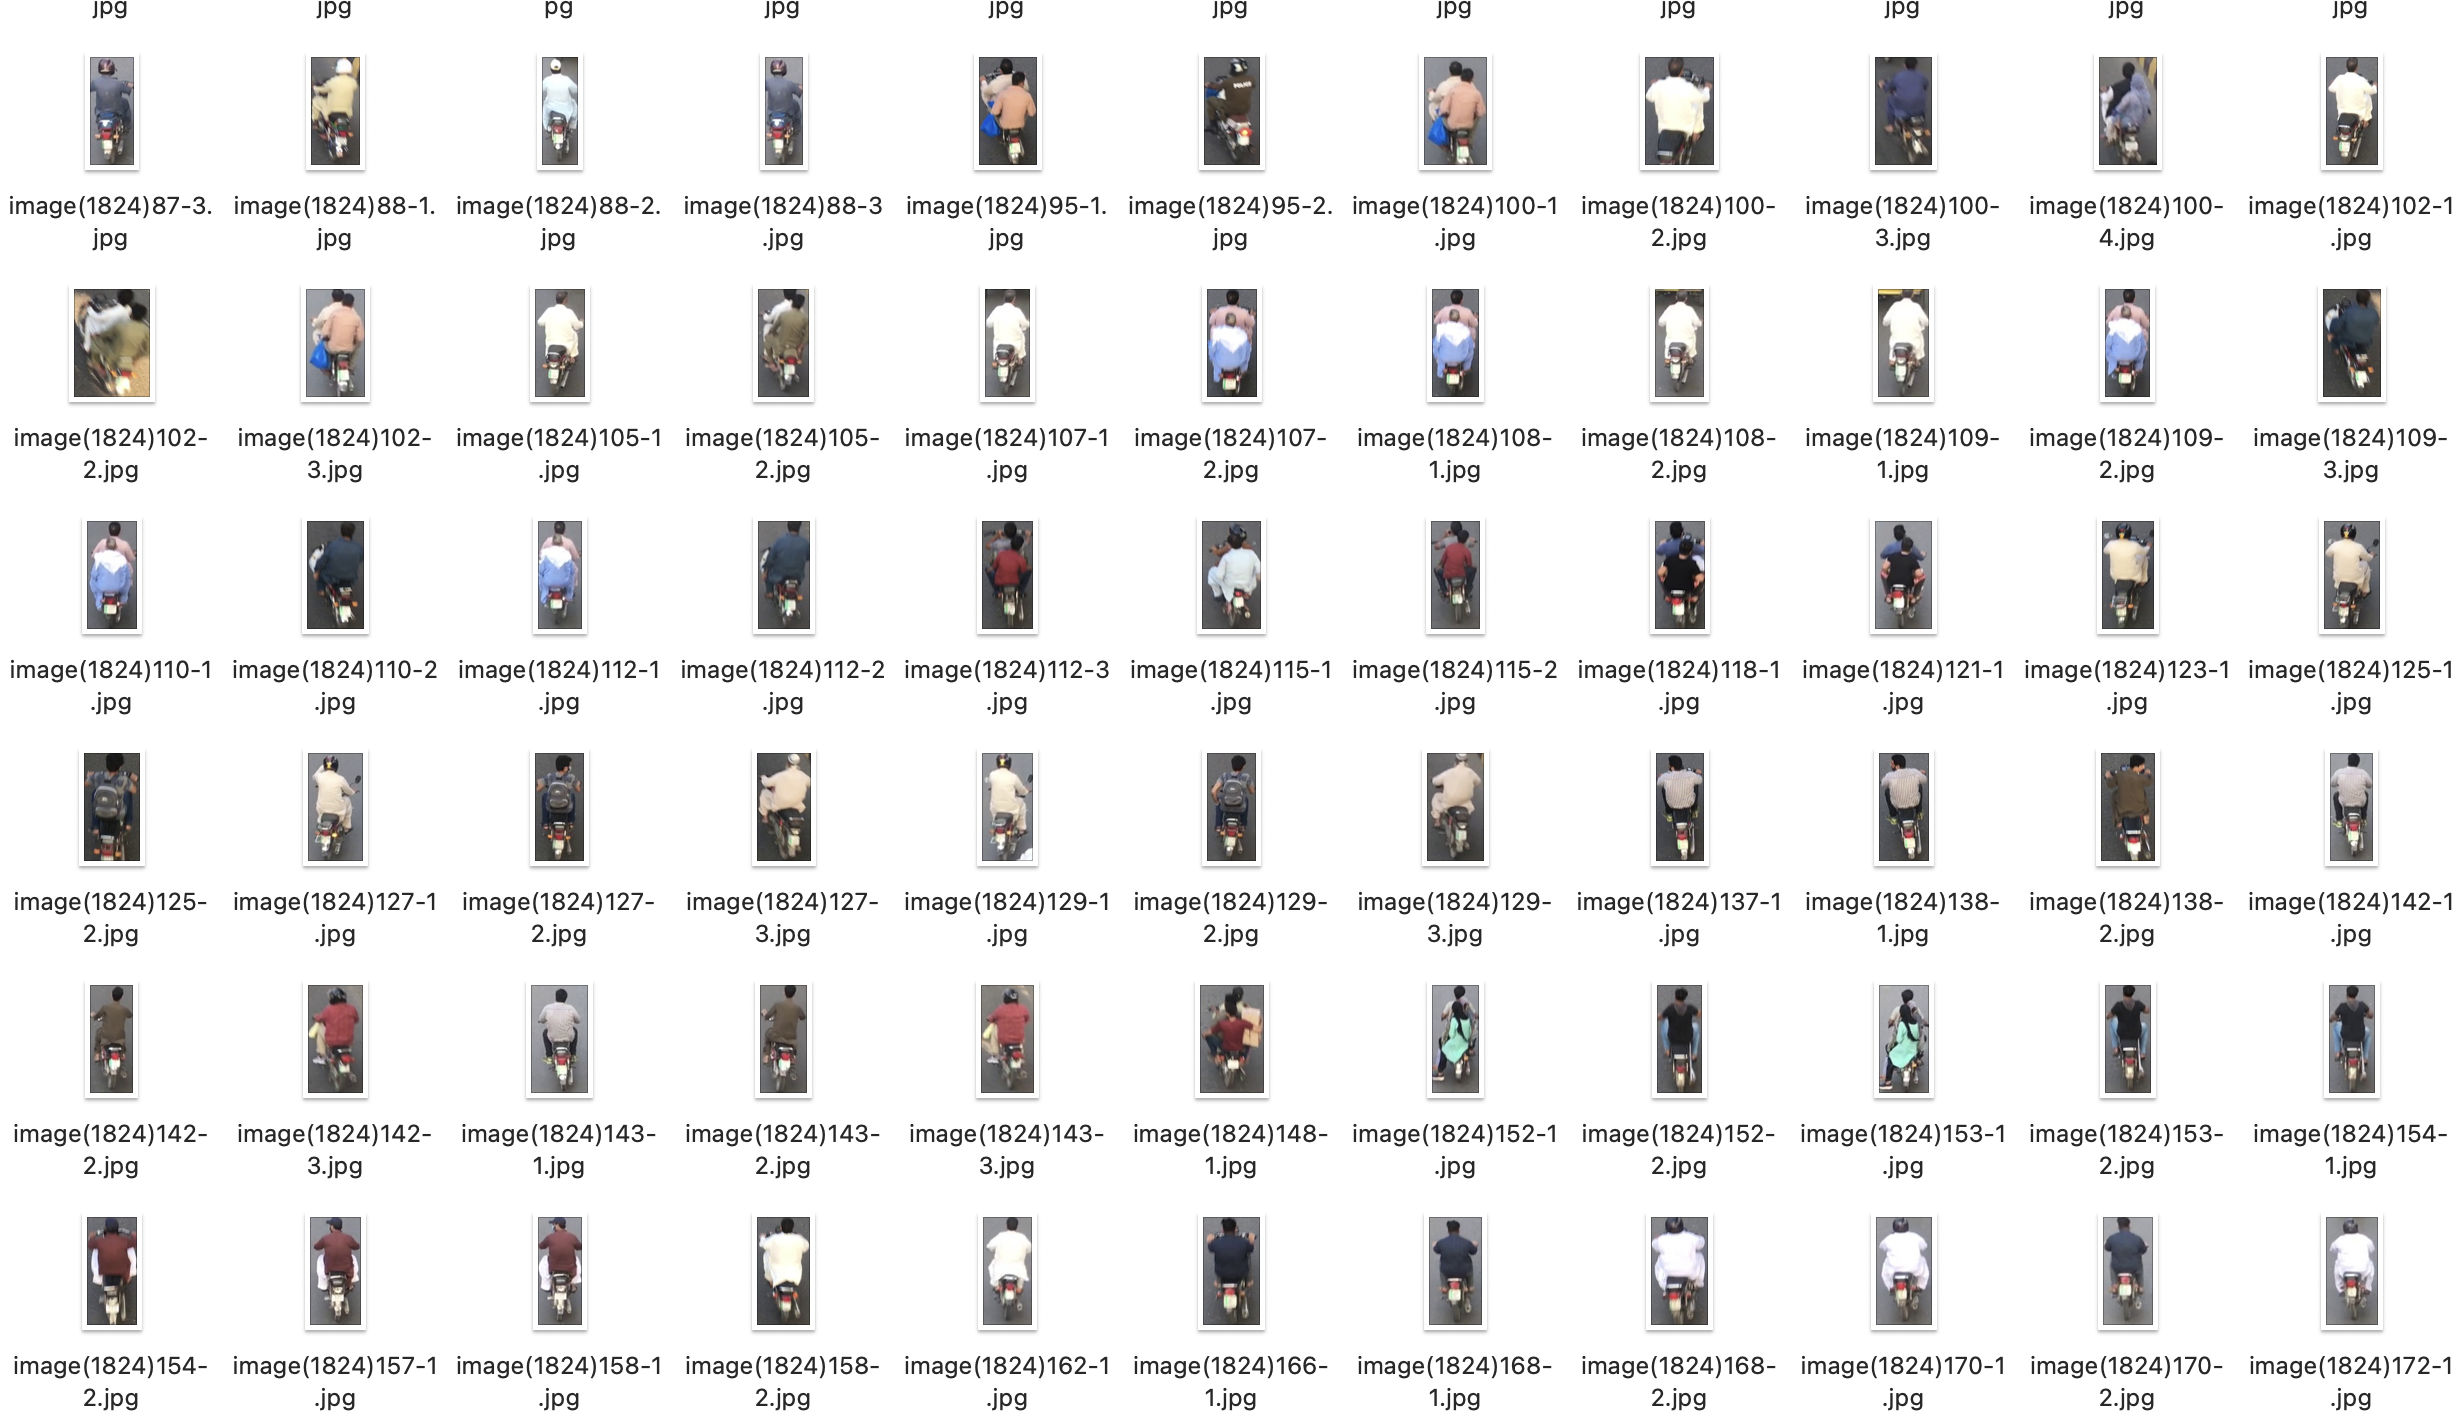 jpg jpg pg jpg jpg jpg jpg jpg jpg jpg jpg
POLICE
image(1824)87-3. image(1824)88-1. image(1824)88-2. image(1824)88-3 image(1824)95-1. image(1824)95-2. image(1824)100-1 image(1824)100- image(1824)100- image(1824)100- image(1824)102-1
jpg jpg jpg .jpg jpg jpg .jpg 2.jpg 3.jpg 4.jpg .jpg
image(1824)102- image(1824)102- image(1824)105-1 image(1824)105- image(1824)107-1 image(1824)107- image(1824)108- image(1824)108- image(1824)109- image(1824)109- image(1824)109-
2.jpg 3.jpg .jpg 2.jpg .jpg 2.jpg 1.jpg 2.jpg 1.jpg 2.jpg 3.jpg
image(1824)110-1 image(1824)110-2 image(1824)112-1 image(1824)112-2 image(1824)112-3 image(1824)115-1 image(1824)115-2 image(1824)118-1 image(1824)121-1 image(1824)123-1 image(1824)125-1
.jpg .jpg .jpg .jpg .jpg .jpg .jpg .jpg .jpg .jpg .jpg
image(1824)125- image(1824)127-1 image(1824)127- image(1824)127- image(1824)129-1 image(1824)129- image(1824)129- image(1824)137-1 image(1824)138- image(1824)138- image(1824)142-1
2.jpg .jpg 2.jpg 3.jpg .jpg 2.jpg 3.jpg .jpg 1.jpg 2.jpg .jpg
image(1824)142- image(1824)142- image(1824)143- image(1824)143- image(1824)143- image(1824)148- image(1824)152-1 image(1824)152- image(1824)153-1 image(1824)153- image(1824)154-
2.jpg 3.jpg 1.jpg 2.jpg 3.jpg 1.jpg .jpg 2.jpg .jpg 2.jpg 1.jpg
image(1824)154- image(1824)157-1 image(1824)158-1 image(1824)158- image(1824)162-1 image(1824)166- image(1824)168- image(1824)168- image(1824)170-1 image(1824)170- image(1824)172-1
2.jpg .jpg .jpg 2.jpg .jpg 1.jpg 1.jpg 2.jpg .jpg 2.jpg .jpg